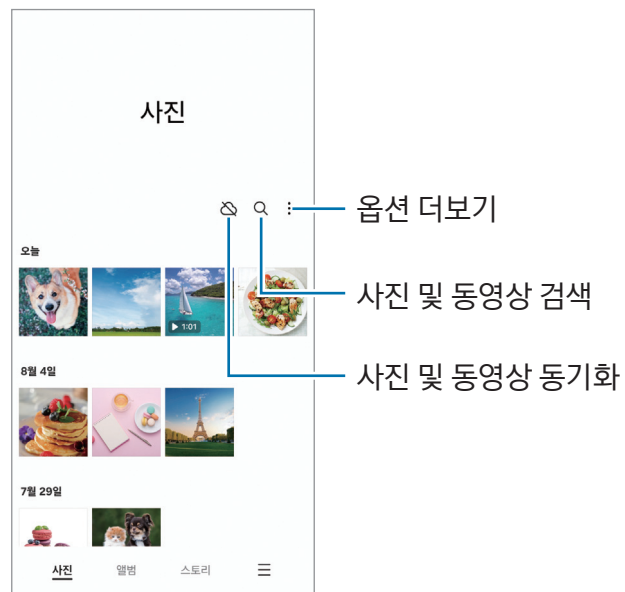 사진
옵션 더보기
오늘
사진 및 동영상 검색
1:01
사진 및 동영상 동기화
8월 4일
7월 29일
사진 앨범 스토리